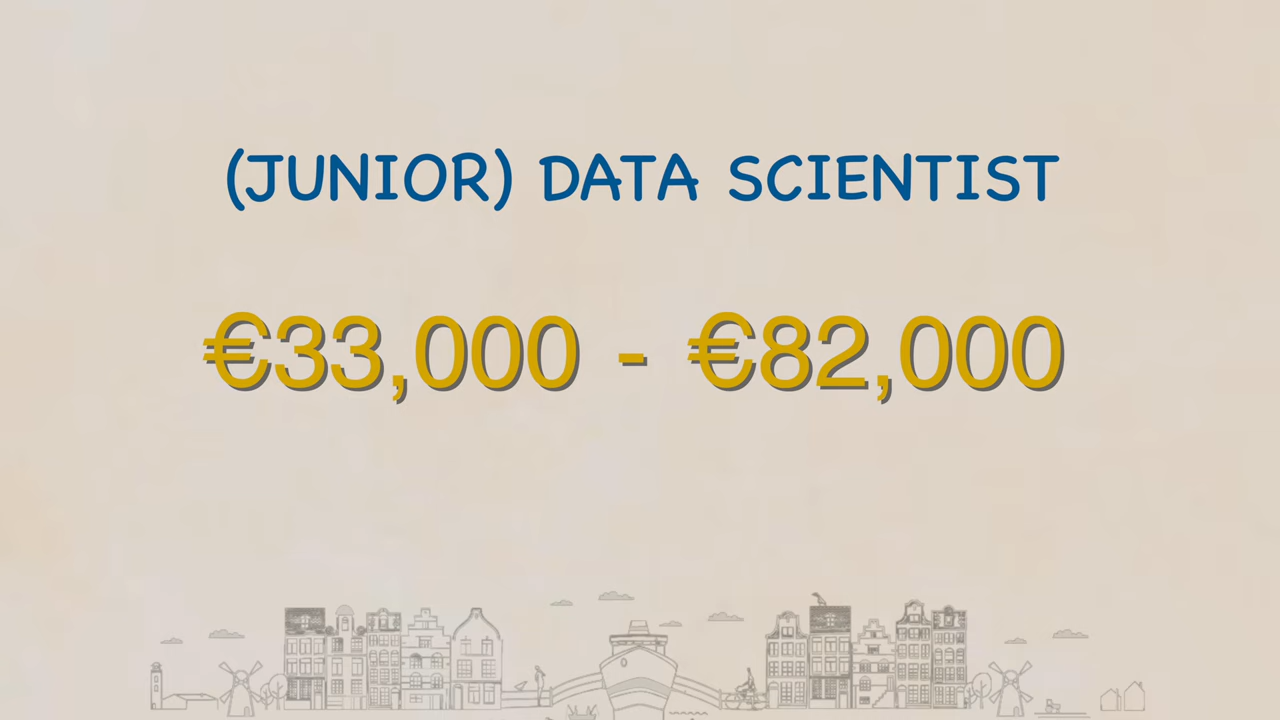 (JUNIOR) DATA SCIENTIST
€33,000 - €82,000